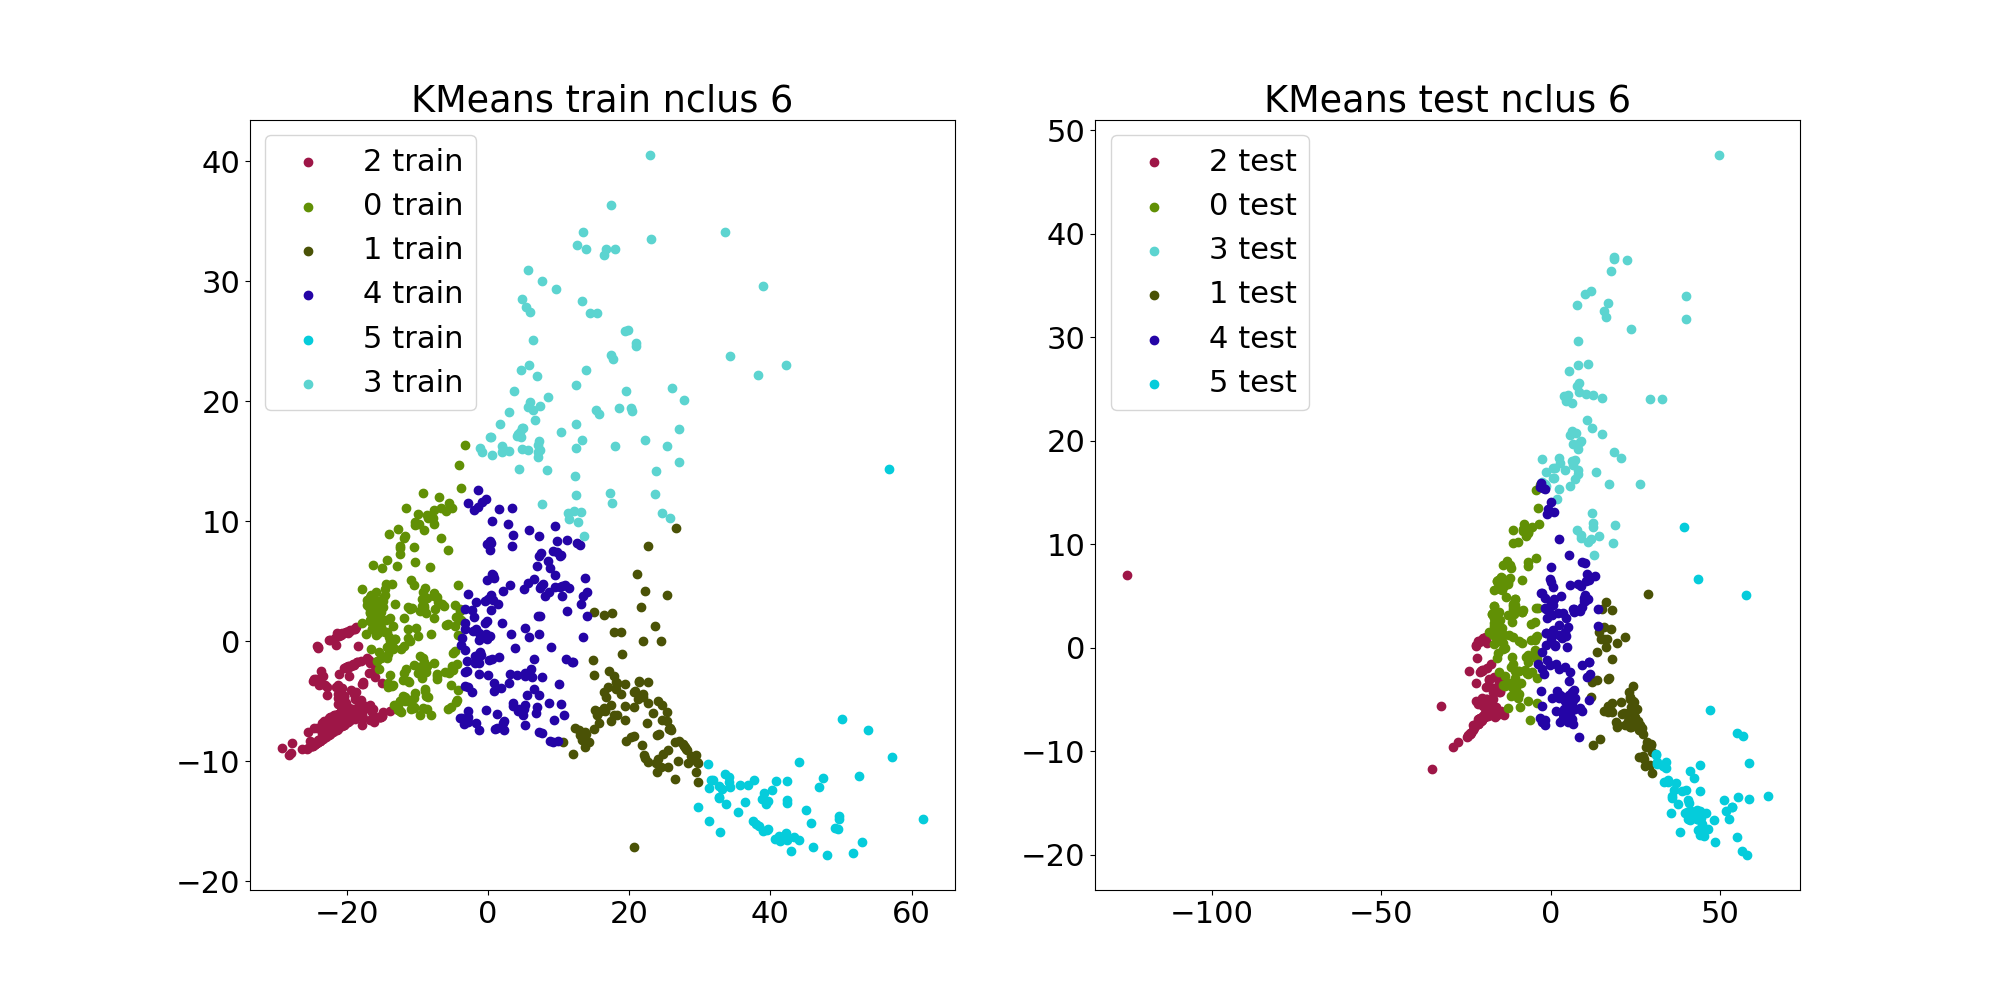 KMeans train nclus 6
2 train
0 train
1 train
4 train
5 train
3 train
40
30
20
10
0
−10
−20
−20 0 20 40 60
KMeans test nclus 6
2 test
0 test
3 test
1 test
4 test
5 test
50
40
30
20
10
0
−10
−20
−100 −50 0 50